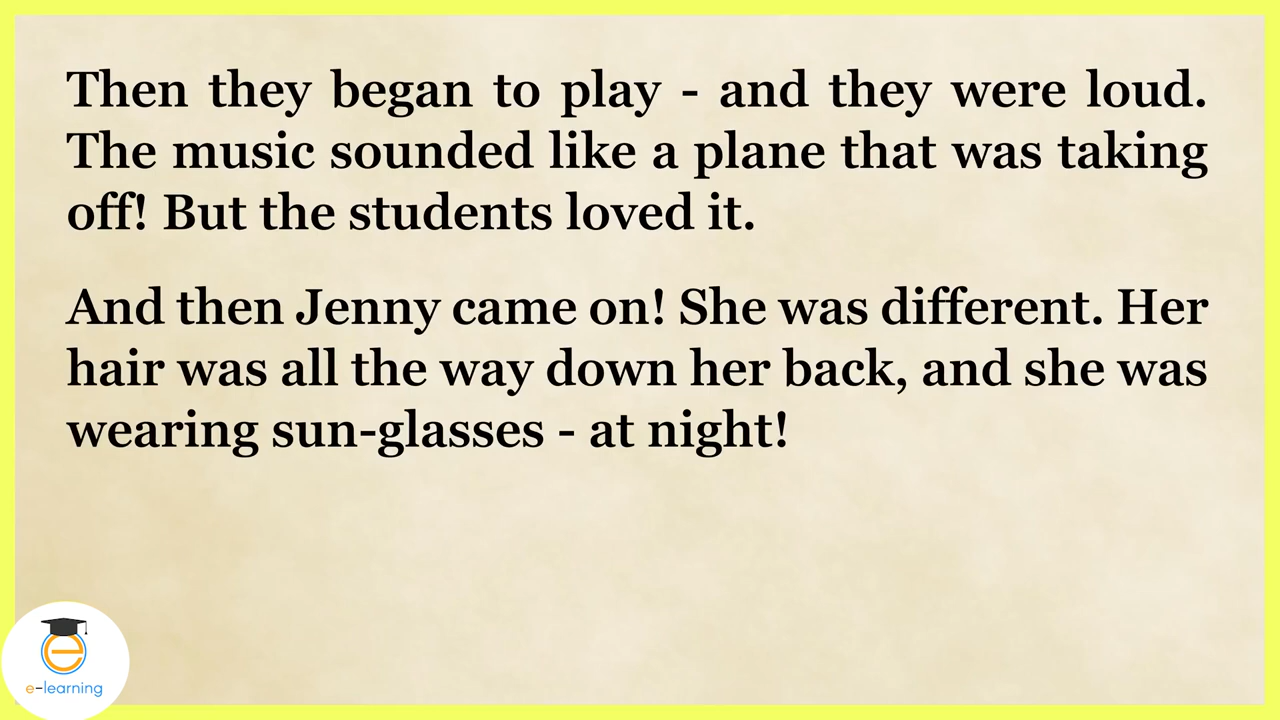 Then they began to play - and they were loud.
The music sounded like a plane that was taking
off! But the students loved it.
And then Jenny came on! She was different. Her
hair was all the way down her back, and she was
wearing sun-glasses - at night!
e
e-learning